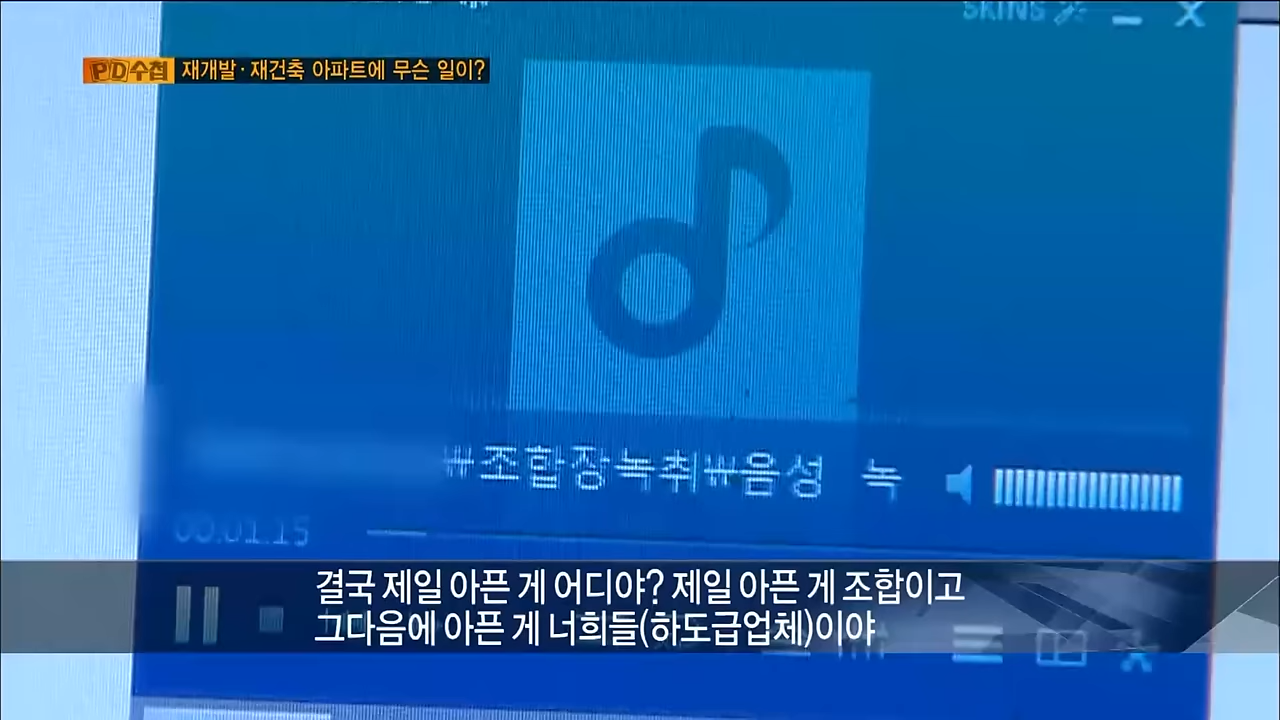 SKINS
PD수첩 재개발·재건축 아파트에 무슨 일이?
₩조합장녹취₩음성 녹
00:01:15
결국 제일 아픈 게 어디야? 제일 아픈 게 조합이고
그다음에 아픈 게 너희들(하도급업체)이야